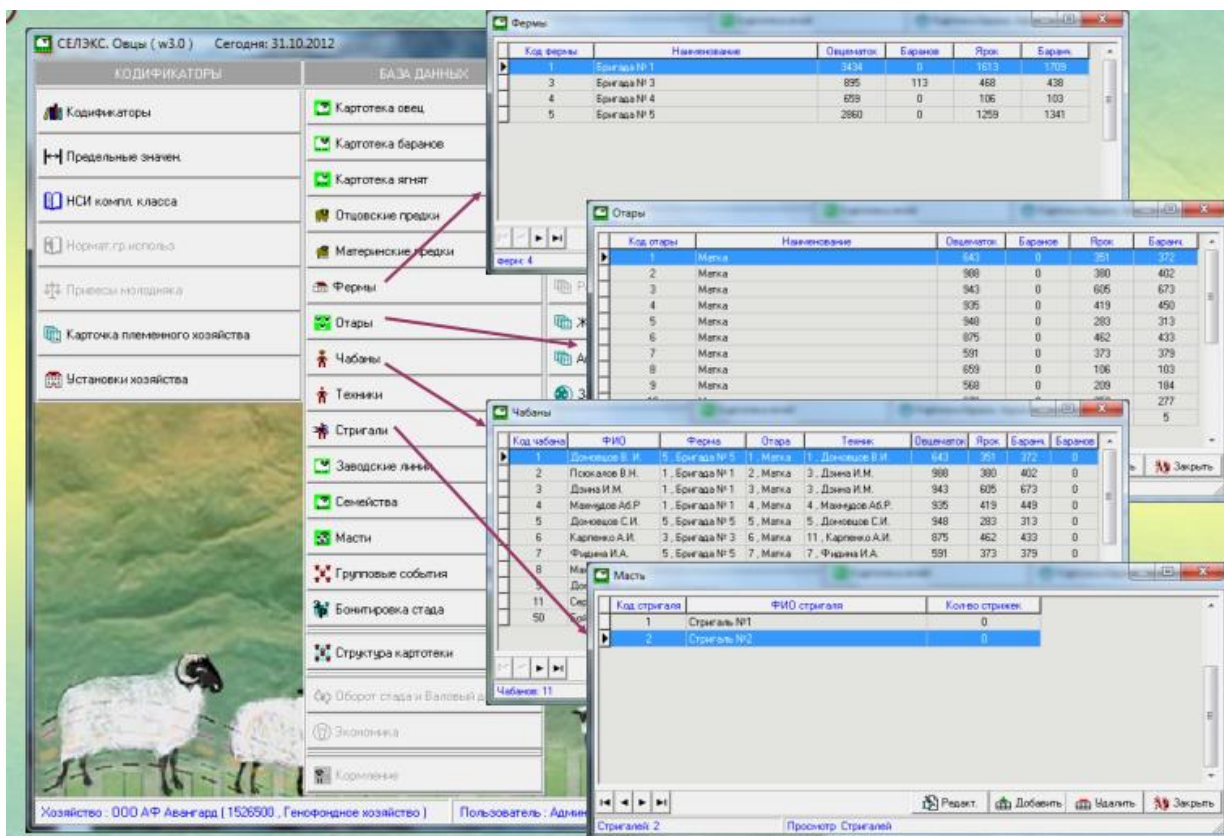 СЕЛЭКС. Овцы ( w3.0 ) Сегодня: 31.10.2012
КОДИФИКАТОРЫ
Кодификаторы
Предельные значен.
НСИ компл. класса
Нормат.гр.использ
Привесы молодняка
Карточка племенного хозяйства
Установки хозяйства
БАЗА ДАННЫХ
Картотека овец
Картотека баранов
Картотека ягнят
Отцовские предки
Материнские предки
Фермы
Отары
Чабаны
Техники
Стригали
Заводские линии
Семейства
Масти
Групповые события
Бонитировка стада
Структура картотеки
Оборот стада и Валовый д
Экономика
Кормление
Хозяйство : ООО АФ Авангард ( 1526500 , Генофондное хозяйство ) Пользователь : Админ
Фермы
Код фермы Наименование Овцематок Баранов Ярок Баранч.
1 Бригада № 1 3434 0 1613 1709
3 Бригада № 3 895 113 468 438
4 Бригада № 4 659 0 106 103
5 Бригада № 5 2860 0 1259 1341
ферм: 4
Отары
Код отары Наименование Овцематок Баранов Ярок Баранч.
1 Матка 643 0 351 372
2 Матка 988 0 380 402
3 Матка 943 0 605 673
4 Матка 935 0 419 450
5 Матка 948 0 283 313
6 Матка 875 0 462 433
7 Матка 591 0 373 379
8 Матка 659 0 106 103
9 Матка 568 0 209 184
277
5
Закрыть
Чабаны
Код чабана ФИО Ферма Отара Техник Овцематок Ярок Баранч. Баранов
1 Домовцов В. И. 5 , Бригада № 5 1 , Матка 1 , Домовцов В.И. 643 351 372 0
2 В.Н. 1 , Бригада № 1 2 , Матка 3 , Дзина И.М. 988 380 402 0
3 Дзина И.М. 1 , Бригада № 1 3 , Матка 3 , Дзина И.М. 943 605 673 0
4 Махмудов Аб.Р 1 , Бригада № 1 4 , Матка 4 , Махмудов Аб.Р. 935 419 449 0
5 Домовцов С.И. 5 , Бригада № 5 5 , Матка 5 , Домовцов С.И. 948 283 313 0
6 Карпенко А.И. 3 , Бригада № 3 6 , Матка 11 , Карпенко А.И. 875 462 433 0
7 Фидина И.А. 5 , Бригада № 5 7 , Матка 7 , Фидина И.А. 591 373 379 0
8
9
11
50
Чабанов: 11
Масть
Код стригаля ФИО стригаля Кол-во стрижек
1 Стригаль №1 0
2 Стригаль №2 0
Редакт. Добавить Удалить Закрыть
Стригалей: 2 Просмотр Стригалей